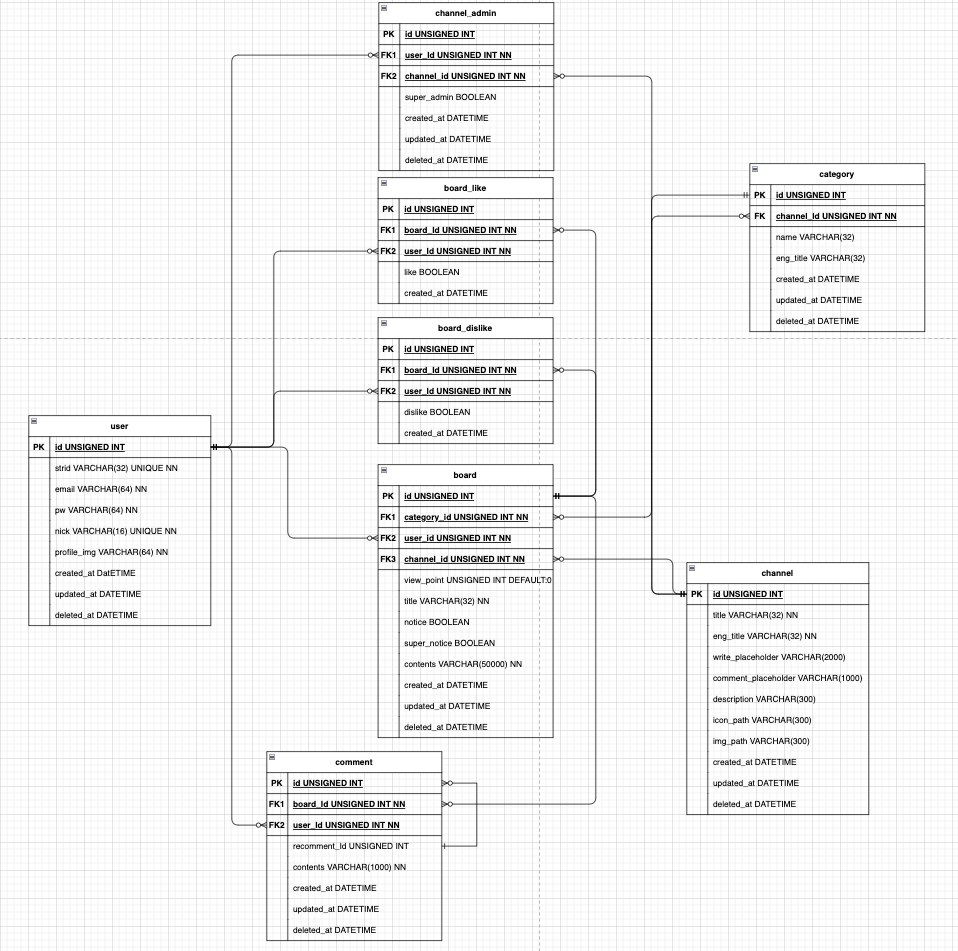 channel_admin
PK id UNSIGNED INT
FK1 user_Id UNSIGNED INT NN
FK2 channel_id UNSIGNED INT NN
super_admin BOOLEAN
created_at DATETIME
updated_at DATETIME
deleted_at DATETIME
board_like
PK id UNSIGNED INT
FK1 board_Id UNSIGNED INT NN
FK2 user_Id UNSIGNED INT NN
like BOOLEAN
created_at DATETIME
category
PK id UNSIGNED INT
FK channel_Id UNSIGNED INT NN
name VARCHAR(32)
eng_title VARCHAR(32)
created_at DATETIME
updated_at DATETIME
deleted_at DATETIME
board_dislike
PK id UNSIGNED INT
FK1 board_Id UNSIGNED INT NN
FK2 user_Id UNSIGNED INT NN
dislike BOOLEAN
created_at DATETIME
user
PK id UNSIGNED INT
strid VARCHAR(32) UNIQUE NN
email VARCHAR(64) NN
pw VARCHAR(64) NN
nick VARCHAR(16) UNIQUE NN
profile_img VARCHAR(64) NN
created_at DatETIME
updated_at DATETIME
deleted_at DATETIME
board
PK id UNSIGNED INT
FK1 category_id UNSIGNED INT NN
FK2 user_id UNSIGNED INT NN
FK3 channel_id UNSIGNED INT NN
view_point UNSIGNED INT DEFAULT:0
title VARCHAR(32) NN
notice BOOLEAN
super_notice BOOLEAN
contents VARCHAR(50000) NN
created_at DATETIME
updated_at DATETIME
deleted_at DATETIME
channel
PK id UNSIGNED INT
title VARCHAR(32) NN
eng_title VARCHAR(32) NN
write_placeholder VARCHAR(2000)
comment_placeholder VARCHAR(1000)
description VARCHAR(300)
icon_path VARCHAR(300)
img_path VARCHAR(300)
created_at DATETIME
updated_at DATETIME
deleted_at DATETIME
comment
PK id UNSIGNED INT
FK1 board_Id UNSIGNED INT NN
FK2 user_Id UNSIGNED INT NN
recomment_Id UNSIGNED INT
contents VARCHAR(1000) NN
created_at DATETIME
updated_at DATETIME
deleted_at DATETIME